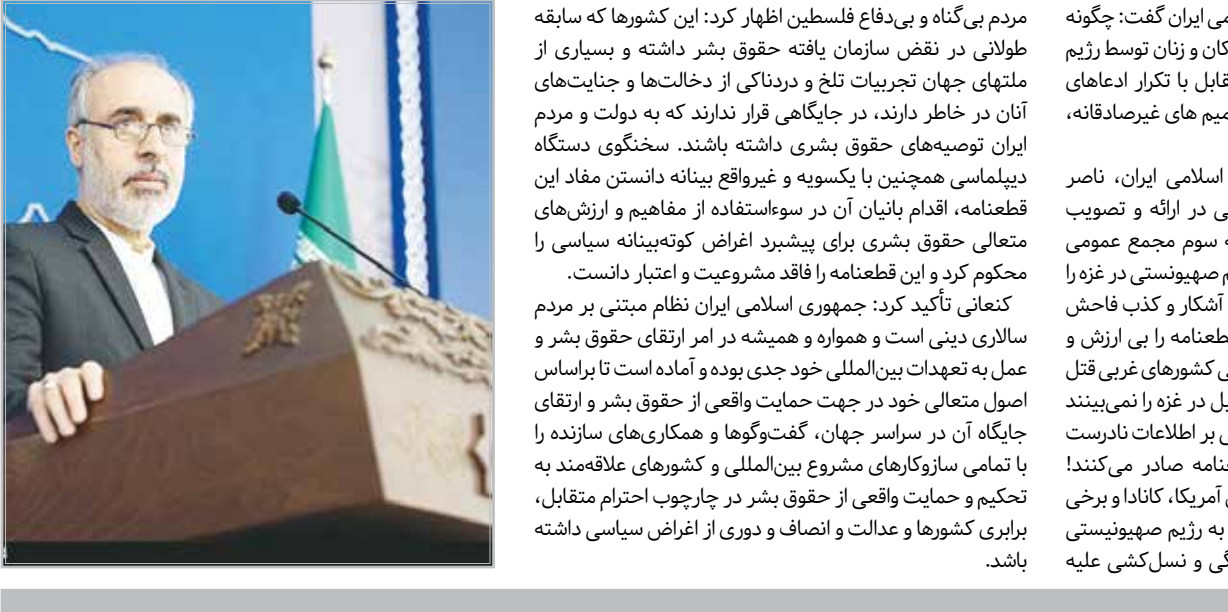 می ایران گفت: چگونه
کان و زنان توسط رژیم
قابل با تکرار ادعاهای
میم های غیرصادقانه،
اسلامی ایران، ناصر
ی در ارائه و تصویب
سوم مجمع عمومی
صهیونستی در غزه را
آشکار و کذب فاحش
طعنامه را بی ارزش و
ی کشورهای غربی قتل
بل در غزه را نمی‌بینند
ی بر اطلاعات نادرست
نامه صادر می‌کنند!
آمریکا، کانادا و برخی
به رژیم صهیونیستی
گی و نسل‌کشی علیه
مردم بی‌گناه و بی‌دفاع فلسطین اظهار کرد: این کشورها که سابقه
طولانی در نقض سازمان یافته حقوق بشر داشته و بسیاری از
ملتهای جهان تجربیات تلخ و دردناکی از دخالت‌ها و جنایت‌های
آنان در خاطر دارند، در جایگاهی قرار ندارند که به دولت و مردم
ایران توصیه‌های حقوق بشری داشته باشند. سخنگوی دستگاه
دیپلماسی همچنین با یکسویه و غیرواقع بینانه دانستن مفاد این
قطعنامه، اقدام بانیان آن در سوءاستفاده از مفاهیم و ارزش‌های
متعالی حقوق بشری برای پیشبرد اغراض کوته‌بینانه سیاسی را
محکوم کرد و این قطعنامه را فاقد مشروعیت و اعتبار دانست.
کنعانی تأکید کرد: جمهوری اسلامی ایران نظام مبتنی بر مردم
سالاری دینی است و همواره و همیشه در امر ارتقای حقوق بشر و
عمل به تعهدات بین‌المللی خود جدی بوده و آماده است تا براساس
اصول متعالی خود در جهت حمایت واقعی از حقوق بشر و ارتقای
جایگاه آن در سراسر جهان، گفت‌وگوها و همکاری‌های سازنده را
با تمامی سازوکارهای مشروع بین‌المللی و کشورهای علاقه‌مند به
تحکیم و حمایت واقعی از حقوق بشر در چارچوب احترام متقابل،
برابری کشورها و عدالت و انصاف و دوری از اغراض سیاسی داشته
باشد.